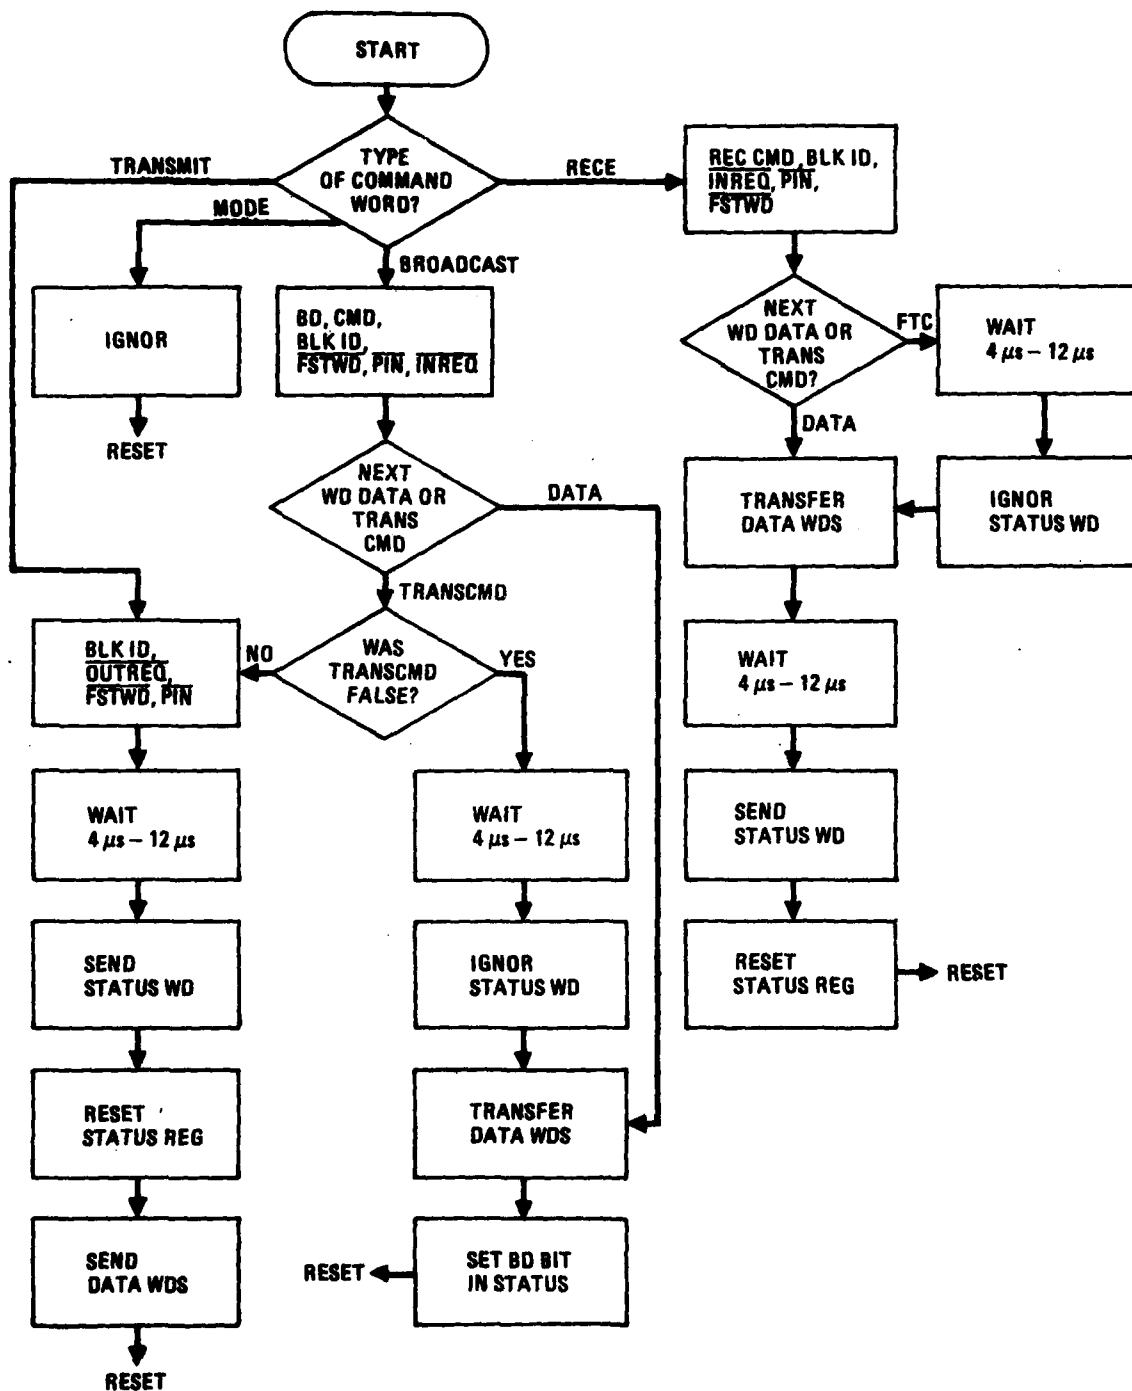 START
TYPE
OF COMMAND
WORD?
TRANSMIT
MODE
RECE
BROADCAST
REC CMD, BLK ID,
INREQ, PIN,
FSTWD
IGNOR
RESET
BD, CMD,
BLK ID,
FSTWD, PIN, INREQ
NEXT
WD DATA OR
TRANS
CMD?
FTC
WAIT
4 μs – 12 μs
DATA
IGNOR
STATUS WD
TRANSFER
DATA WDS
WAIT
4 μs – 12 μs
SEND
STATUS WD
RESET
STATUS REG
RESET
NEXT
WD DATA OR
TRANS
CMD
DATA
TRANSCMD
WAS
TRANSCMD
FALSE?
NO
YES
BLK ID,
OUTREQ,
FSTWD, PIN
WAIT
4 μs – 12 μs
SEND
STATUS WD
RESET
STATUS REG
SEND
DATA WDS
RESET
WAIT
4 μs – 12 μs
IGNOR
STATUS WD
TRANSFER
DATA WDS
SET BD BIT
IN STATUS
RESET